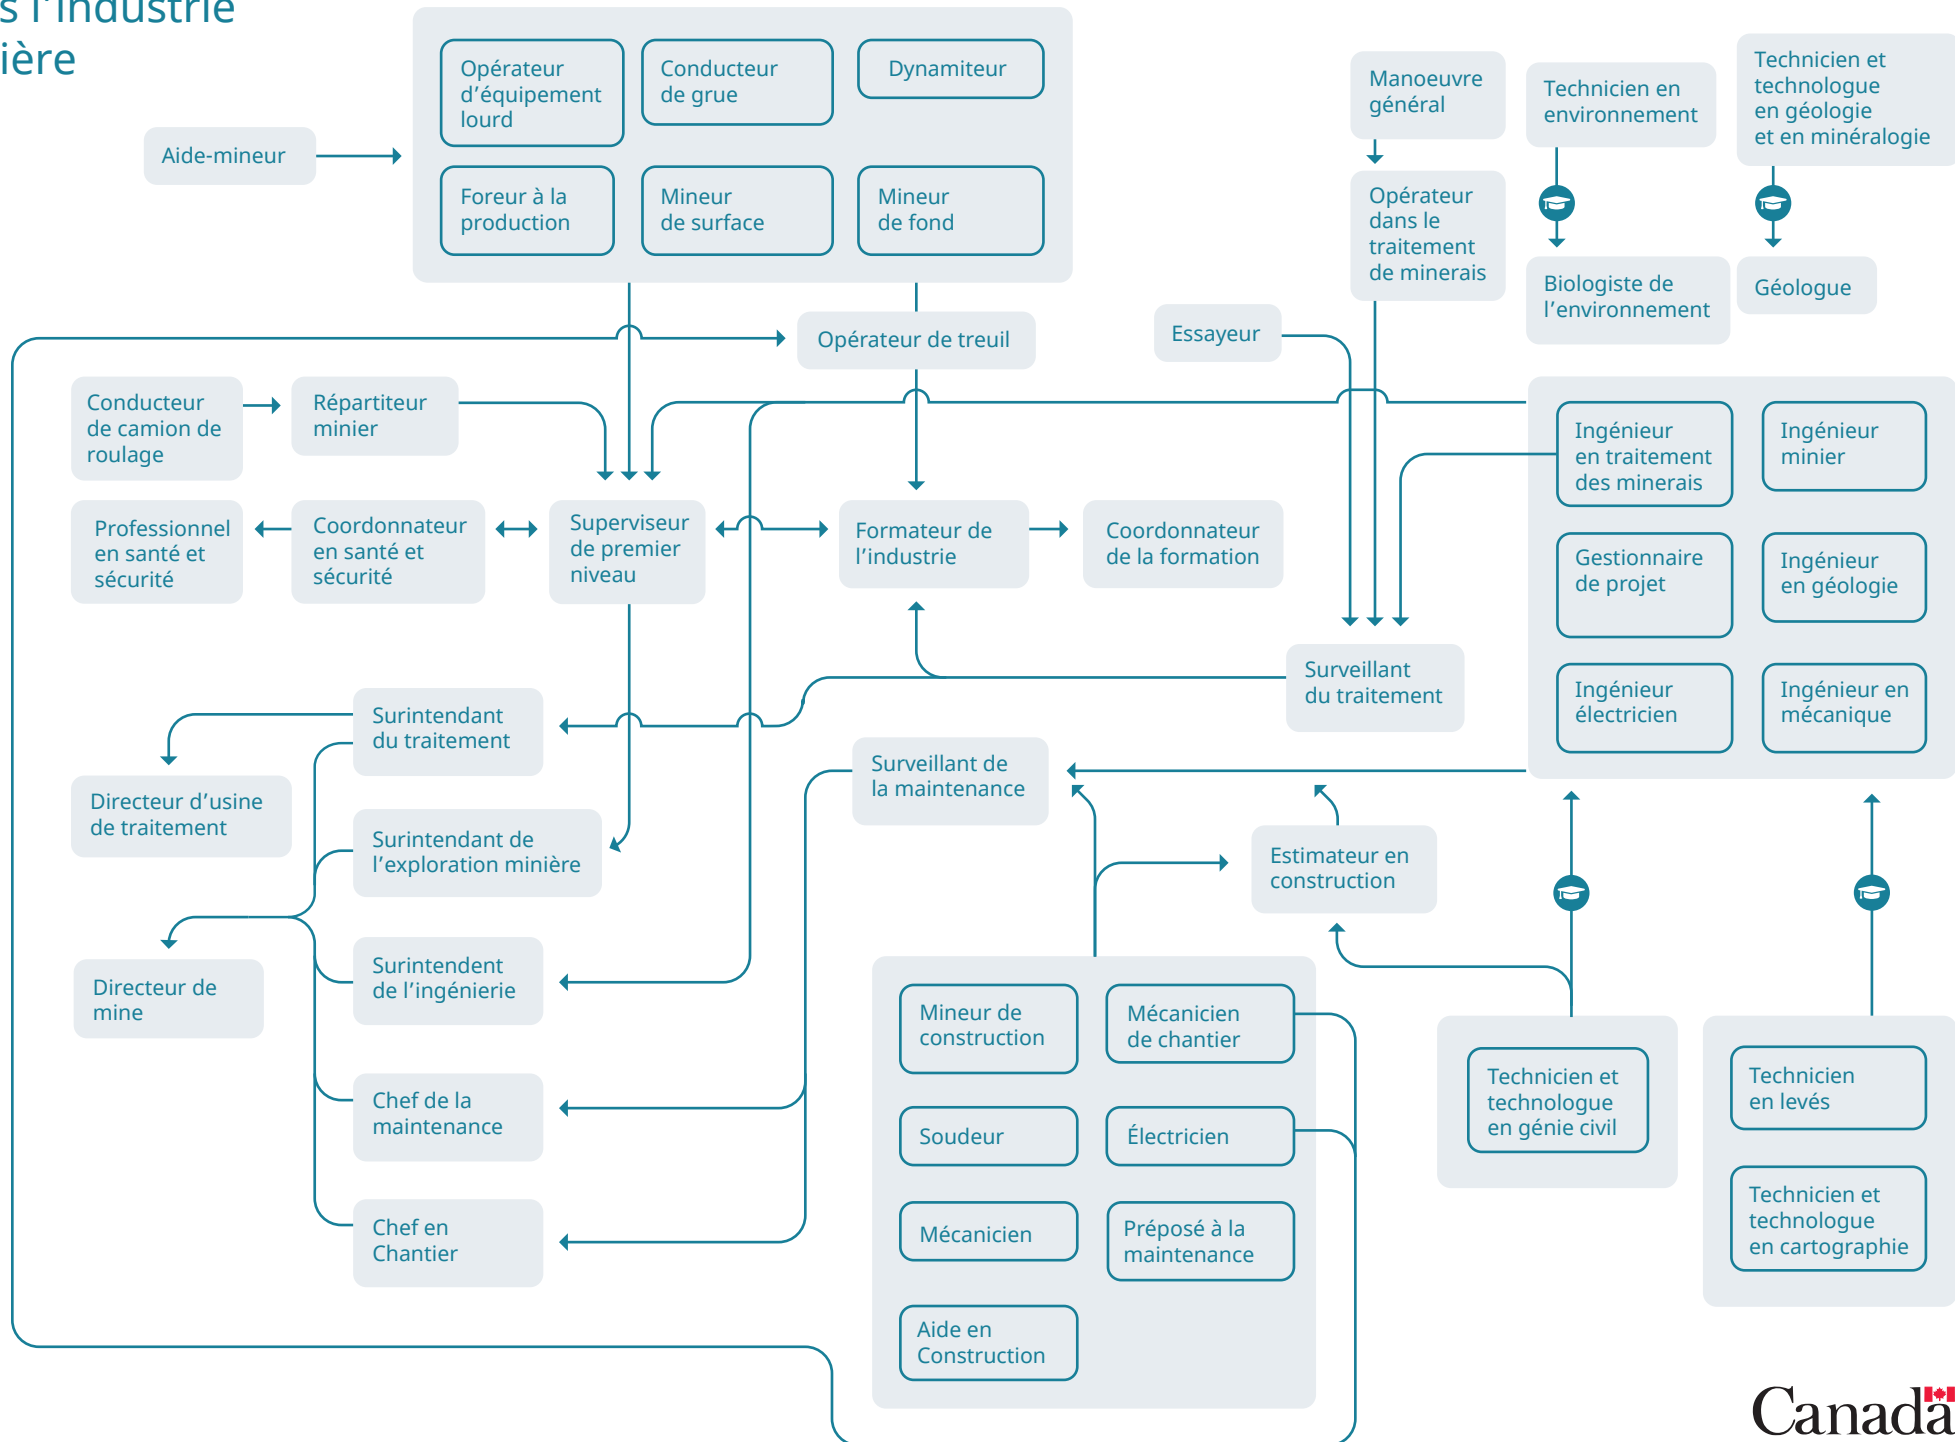 s l'industrie
ière
Opérateur
d'équipement
lourd
Conducteur
de grue
Dynamiteur
Foreur à la
production
Mineur
de surface
Mineur
de fond
Aide-mineur
Manoeuvre
général
Technicien en
environnement
Technicien et
technologue
en géologie
et en minéralogie
Opérateur
dans le
traitement
de minerais
Biologiste de
l'environnement
Géologue
Essayeur
Opérateur de treuil
Conducteur
de camion de
roulage
Répartiteur
minier
Professionnel
en santé et
sécurité
Coordonnateur
en santé et
sécurité
Superviseur
de premier
niveau
Formateur de
l'industrie
Coordonnateur
de la formation
Ingénieur
en traitement
des minerais
Ingénieur
minier
Gestionnaire
de projet
Ingénieur
en géologie
Ingénieur
électricien
Ingénieur en
mécanique
Surveillant
du traitement
Surintendant
du traitement
Directeur d'usine
de traitement
Surveillant de
la maintenance
Surintendant de
l'exploration minière
Estimateur en
construction
Surintendent
de l'ingénierie
Directeur de
mine
Chef de la
maintenance
Chef en
Chantier
Mineur de
construction
Mécanicien
de chantier
Soudeur
Électricien
Mécanicien
Préposé à la
maintenance
Aide en
Construction
Technicien et
technologue
en génie civil
Technicien
en levés
Technicien et
technologue
en cartographie
Canada